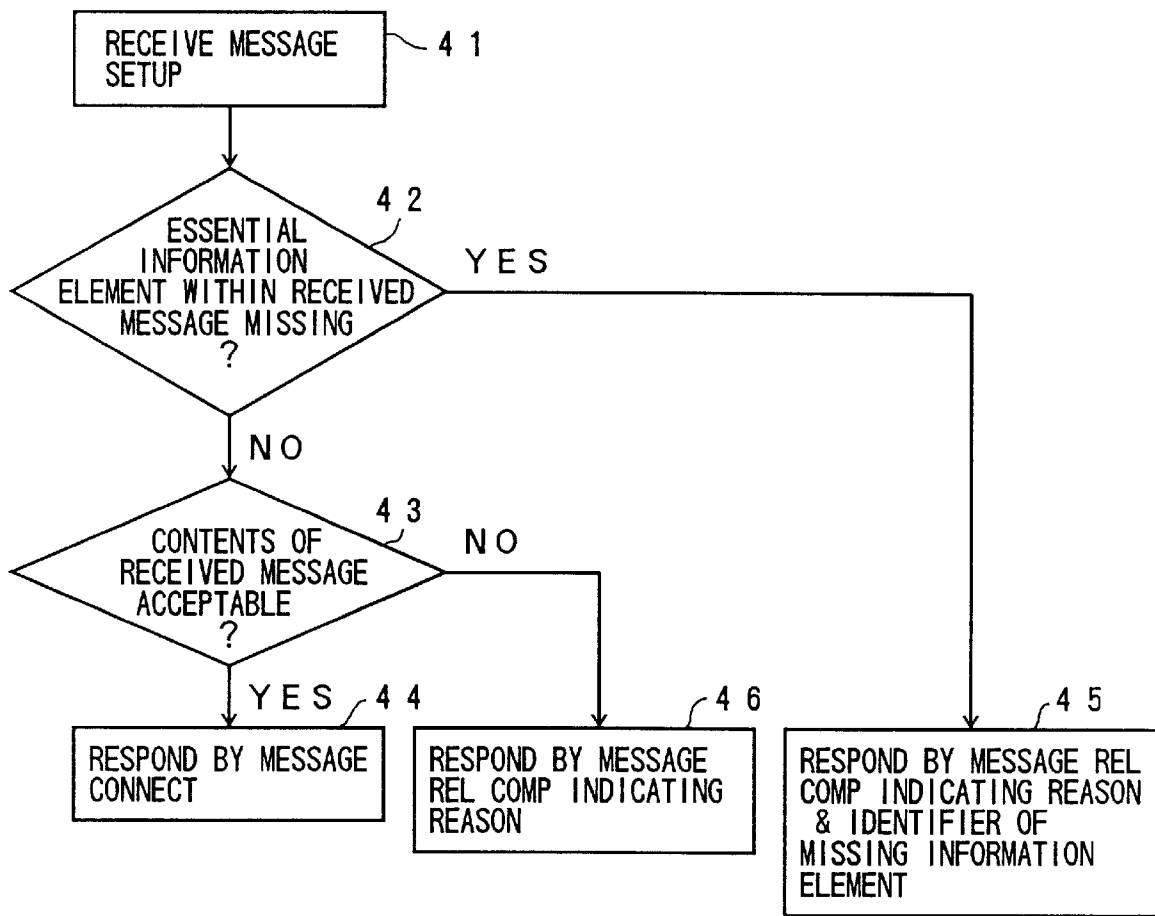 RECEIVE MESSAGE
SETUP
41
42
ESSENTIAL
INFORMATION
ELEMENT WITHIN RECEIVED
MESSAGE MISSING
?
YES
NO
43
CONTENTS OF
RECEIVED MESSAGE
ACCEPTABLE
?
NO
YES
44
RESPOND BY MESSAGE
CONNECT
46
RESPOND BY MESSAGE
REL COMP INDICATING
REASON
45
RESPOND BY MESSAGE REL
COMP INDICATING REASON
& IDENTIFIER OF
MISSING INFORMATION
ELEMENT